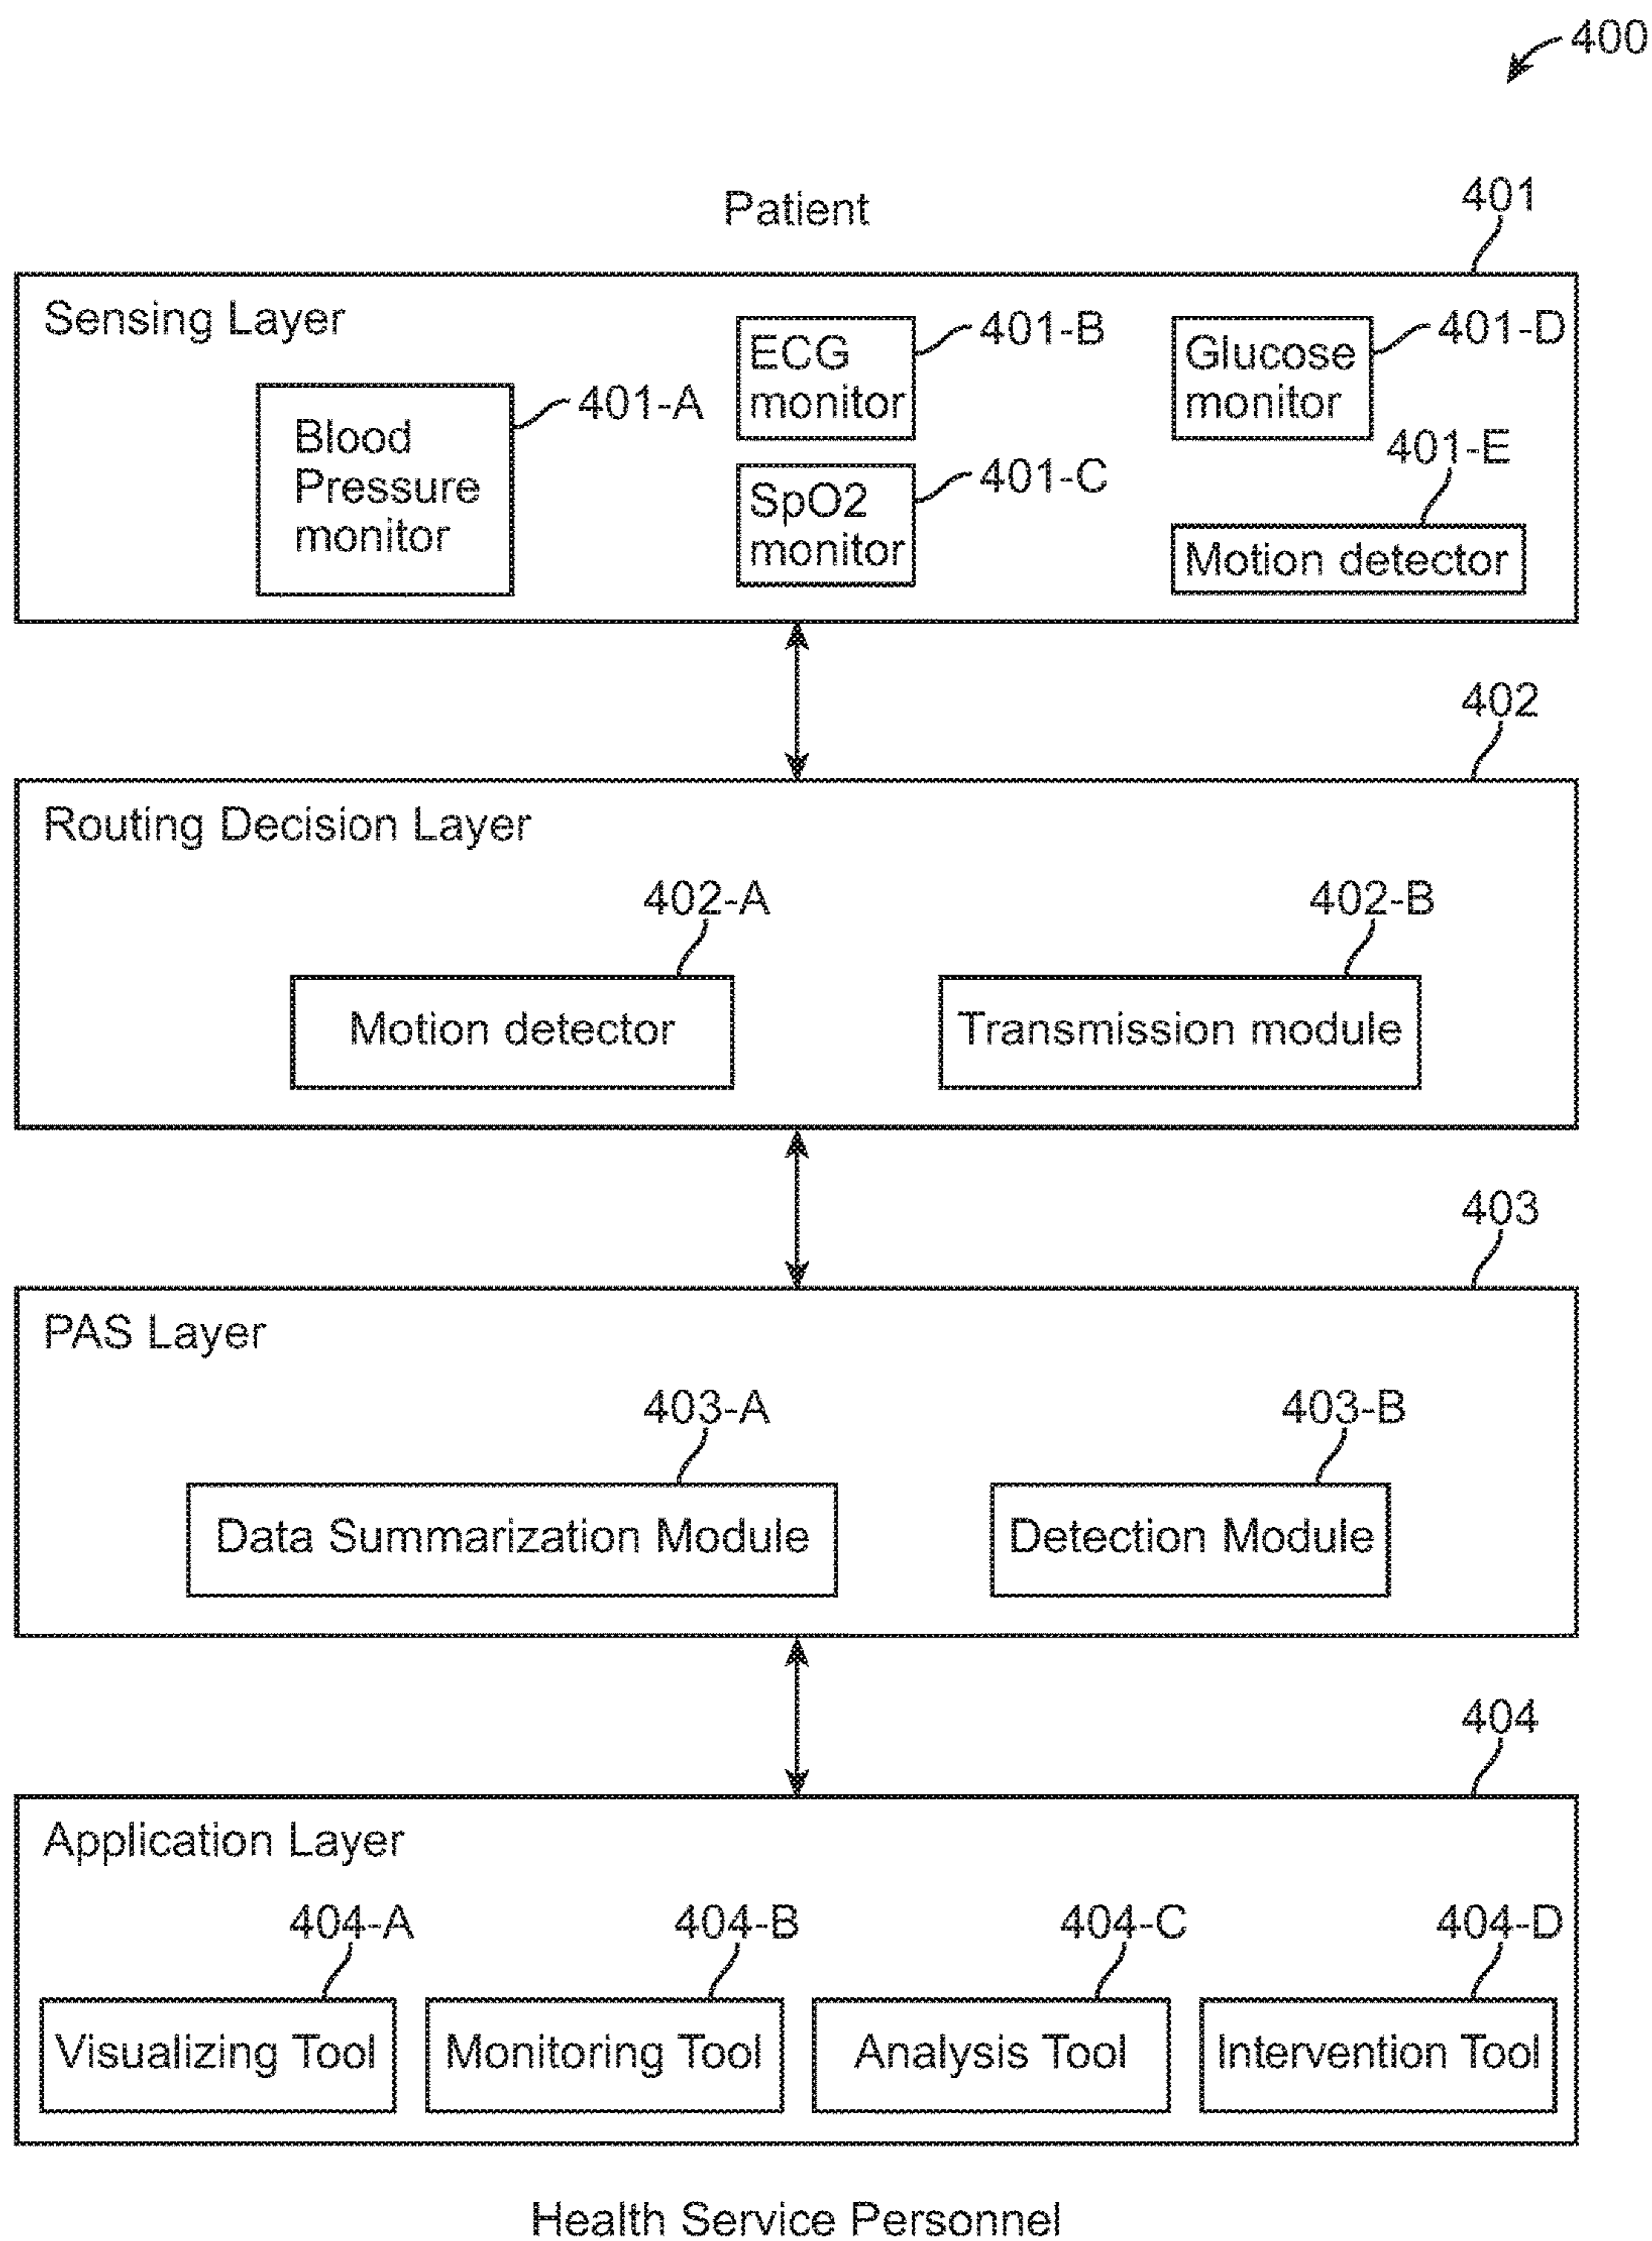 400
Patient
401
Sensing Layer
Blood
Pressure
monitor
401-A
ECG
monitor
401-B
SpO2
monitor
401-C
Glucose
monitor
401-D
401-E
Motion detector
402
Routing Decision Layer
402-A
402-B
Motion detector
Transmission module
403
PAS Layer
403-A
403-B
Data Summarization Module
Detection Module
404
Application Layer
404-A
404-B
404-C
404-D
Visualizing Tool
Monitoring Tool
Analysis Tool
Intervention Tool
Health Service Personnel